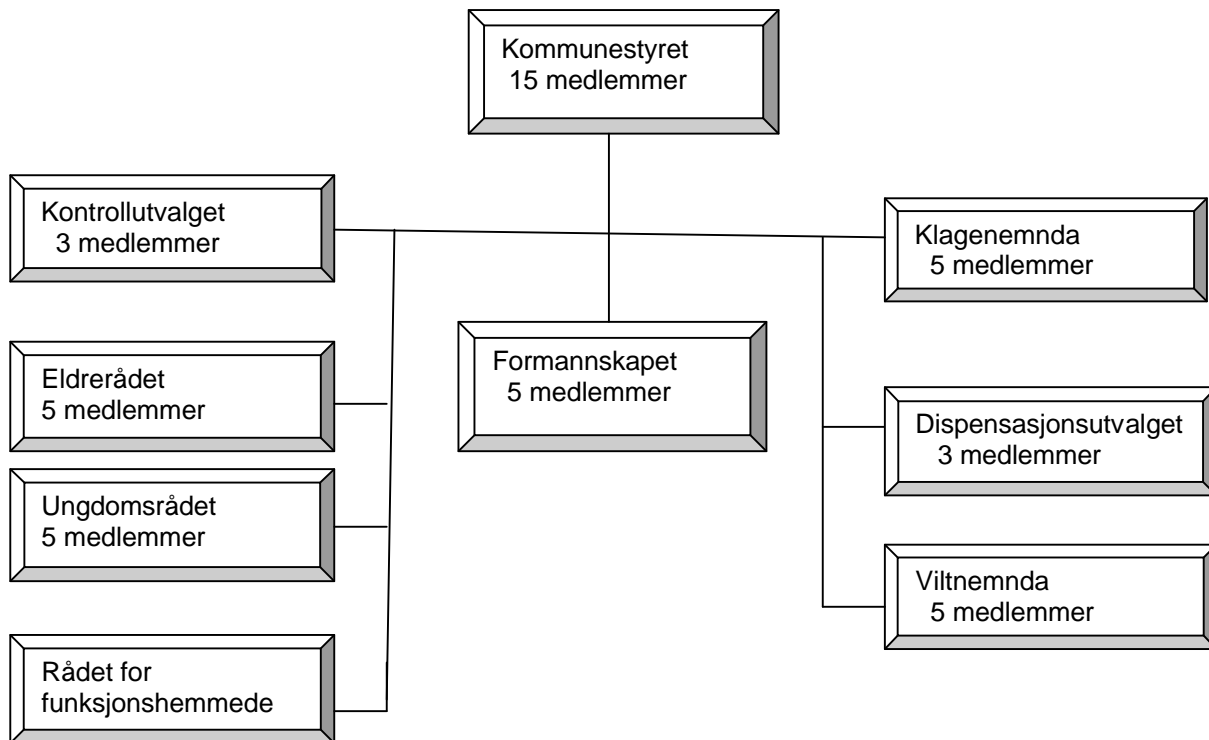 Kommunestyret
15 medlemmer
Kontrollutvalget
3 medlemmer
Klagenemnda
5 medlemmer
Formannskapet
5 medlemmer
Eldrerådet
5 medlemmer
Dispensasjonsutvalget
3 medlemmer
Ungdomsrådet
5 medlemmer
Viltnemnda
5 medlemmer
Rådet for
funksjonshemmede